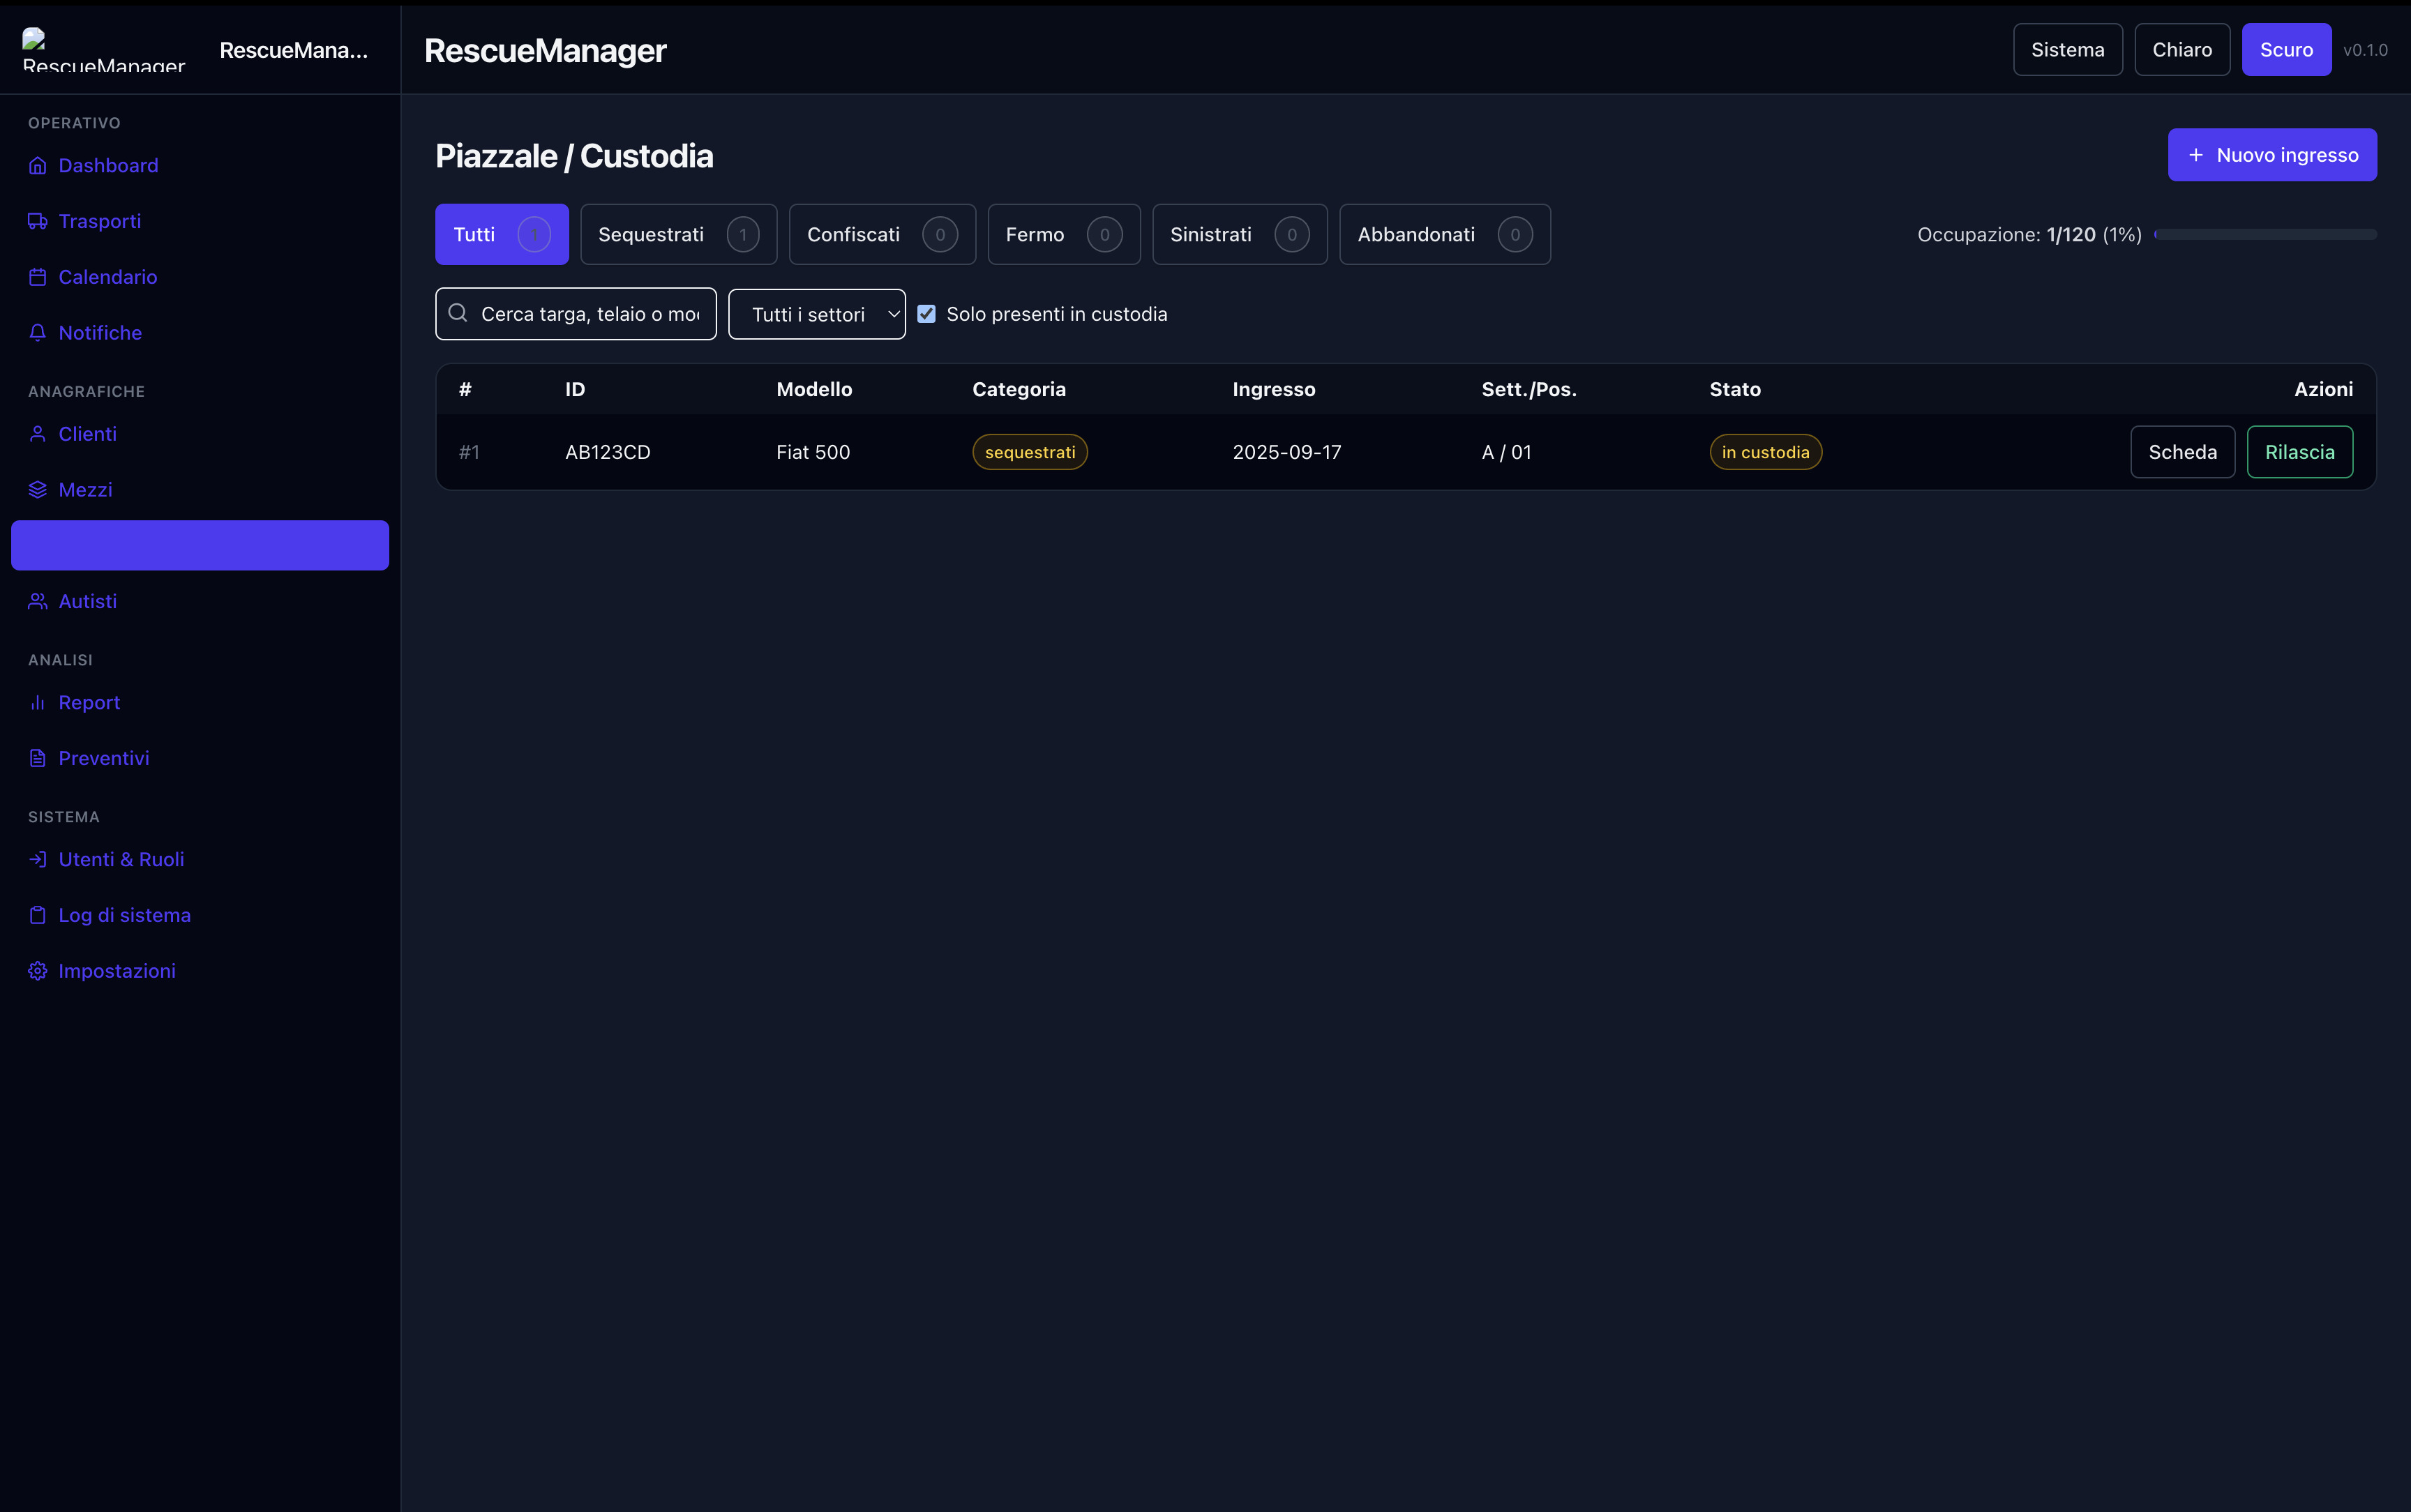 RescueManager
RescueMana...
RescueManager
Sistema
Chiaro
Scuro
v0.1.0
OPERATIVO
Dashboard
Trasporti
Calendario
Notifiche
ANAGRAFICHE
Clienti
Mezzi
Autisti
ANALISI
Report
Preventivi
SISTEMA
Utenti & Ruoli
Log di sistema
Impostazioni
Piazzale / Custodia
+ Nuovo ingresso
Tutti 1
Sequestrati 1
Confiscati 0
Fermo 0
Sinistrati 0
Abbandonati 0
Occupazione: 1/120 (1%)
Cerca targa, telaio o mo
Tutti i settori
Solo presenti in custodia
# ID Modello Categoria Ingresso Sett./Pos. Stato Azioni
#1 AB123CD Fiat 500 sequestrati 2025-09-17 A / 01 in custodia Scheda Rilascia